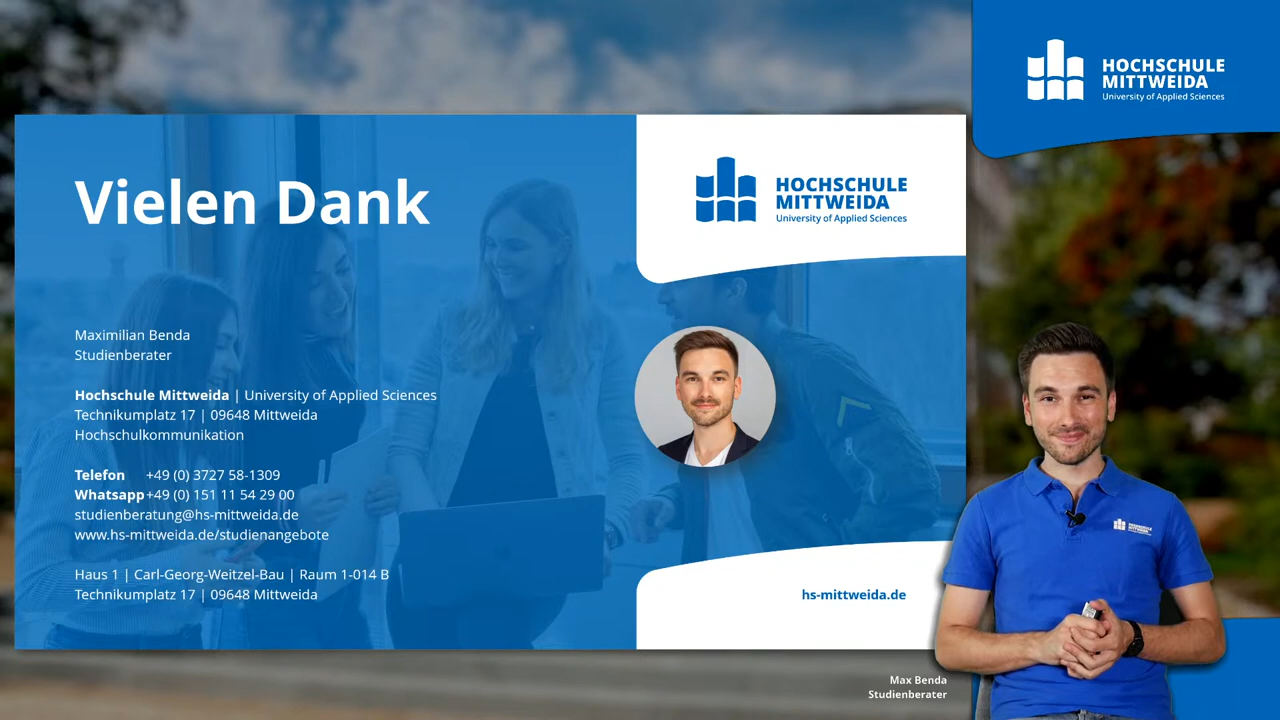 Vielen Dank
HOCHSCHULE
MITTWEIDA
University of Applied Sciences
HOCHSCHULE
MITTWEIDA
University of Applied Sciences
Maximilian Benda
Studienberater
Hochschule Mittweida | University of Applied Sciences
Technikumplatz 17 | 09648 Mittweida
Hochschulkommunikation
Telefon +49 (0) 3727 58-1309
Whatsapp +49 (0) 151 11 54 29 00
studienberatung@hs-mittweida.de
www.hs-mittweida.de/studienangebote
Haus 1 | Carl-Georg-Weitzel-Bau | Raum 1-014 B
Technikumplatz 17 | 09648 Mittweida
hs-mittweida.de
HOCHSCHULE
MITTWEIDA
Max Benda
Studienberater